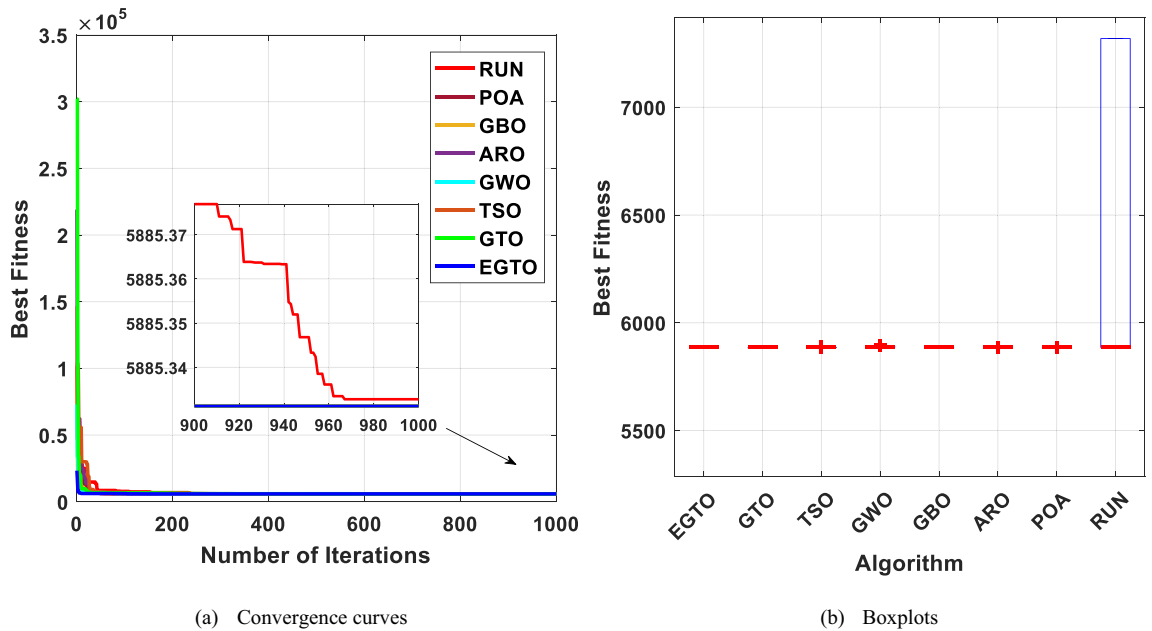 ×10⁵
3.5
3
2.5
2
1.5
1
0.5
0
0 200 400 600 800 1000
Best Fitness
Number of Iterations
RUN
POA
GBO
ARO
GWO
TSO
GTO
EGTO
5885.37
5885.36
5885.35
5885.34
900 920 940 960 980 1000
(a) Convergence curves
7000
6500
6000
5500
Best Fitness
EGTO GTO TSO GWO GBO ARO POA RUN
Algorithm
(b) Boxplots